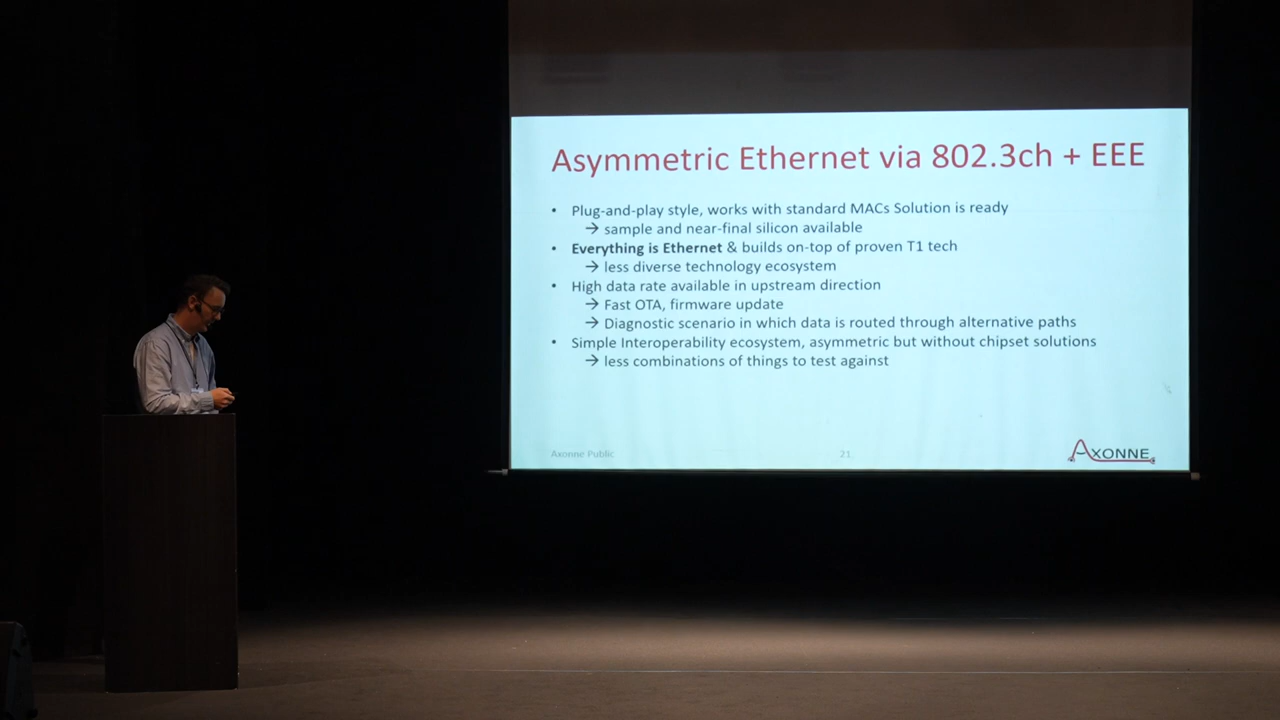 Asymmetric Ethernet via 802.3ch + EEE
• Plug-and-play style, works with standard MACs Solution is ready
→ sample and near-final silicon available
• Everything is Ethernet & builds on-top of proven T1 tech
→ less diverse technology ecosystem
• High data rate available in upstream direction
→ Fast OTA, firmware update
→ Diagnostic scenario in which data is routed through alternative paths
• Simple Interoperability ecosystem, asymmetric but without chipset solutions
→ less combinations of things to test against
Axonne Public
21
AXONNE